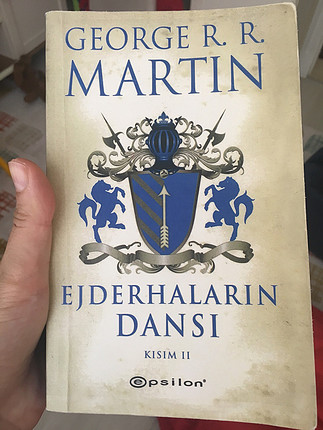 GEORGE R. R.
MARTIN
EJDERHALARIN
DANSI
KISIM II
epsilon®